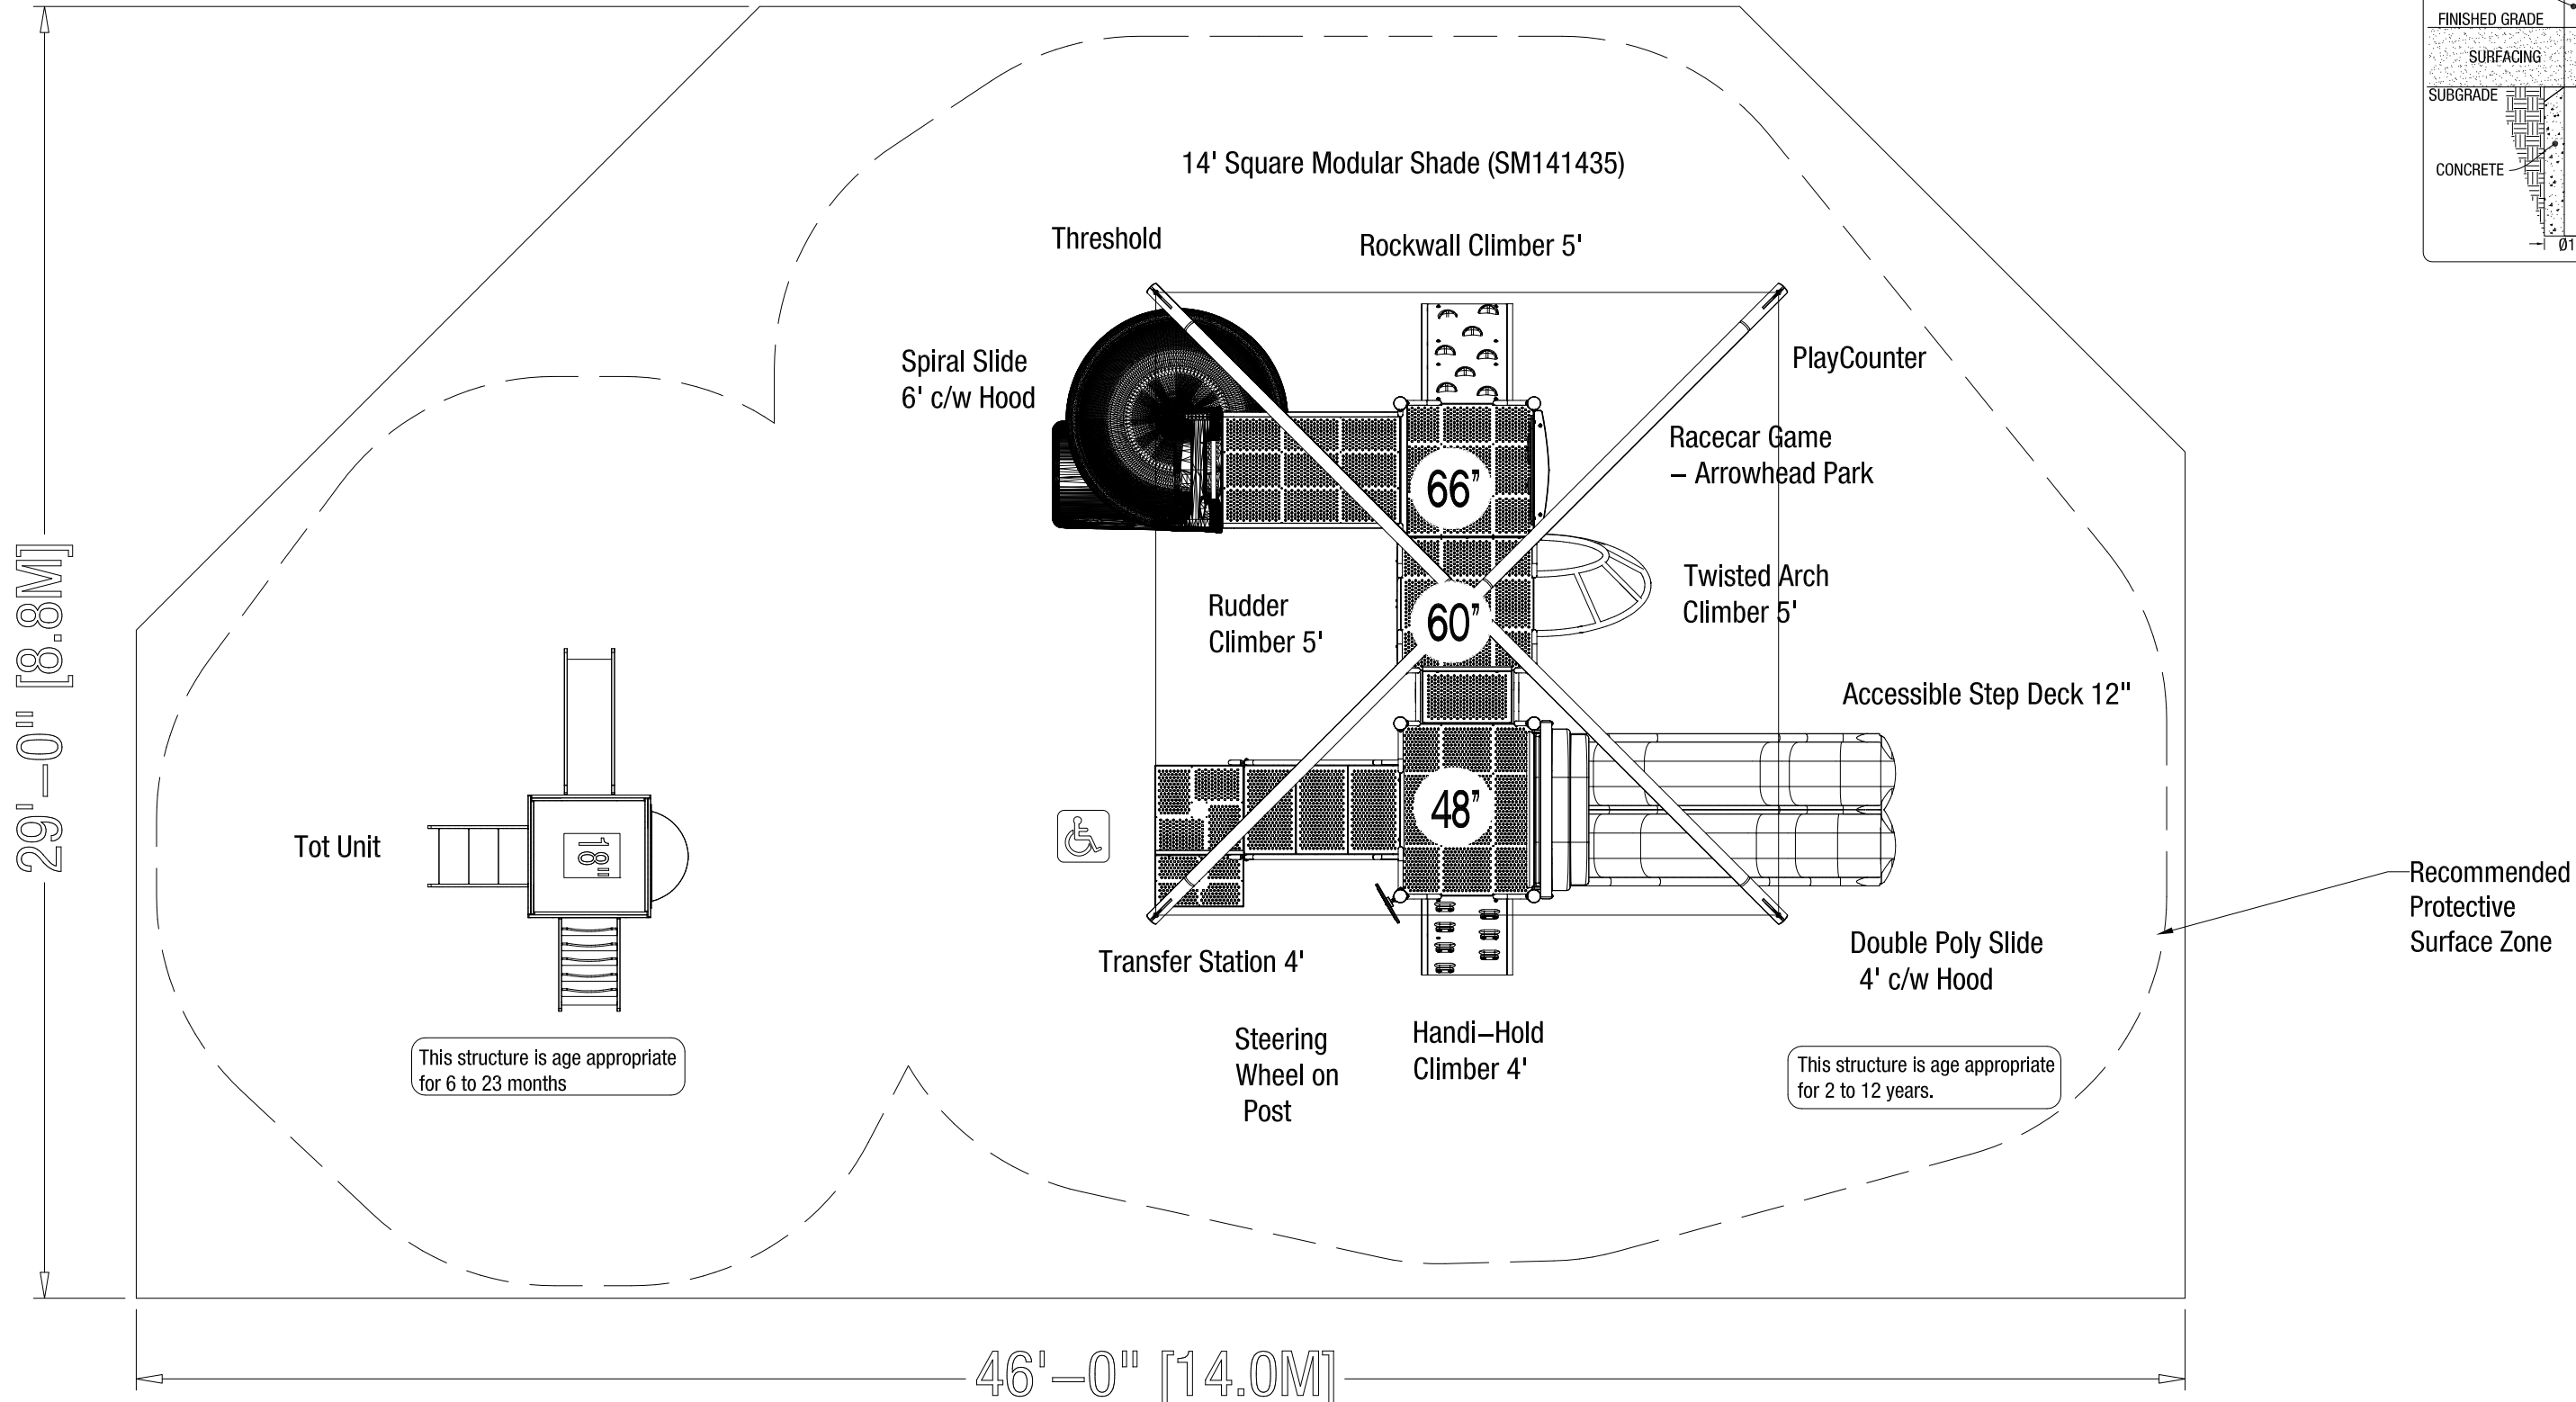 FINISHED GRADE
SURFACING
SUBGRADE
CONCRETE
Ø1
14' Square Modular Shade (SM141435)
Threshold
Rockwall Climber 5'
Spiral Slide
6' c/w Hood
PlayCounter
Racecar Game
– Arrowhead Park
66"
Twisted Arch
Climber 5'
Rudder
Climber 5'
60"
Accessible Step Deck 12"
48"
29'–0" [8.8M]
Tot Unit
18"
Recommended
Protective
Surface Zone
Transfer Station 4'
Double Poly Slide
4' c/w Hood
Steering
Wheel on
Post
Handi–Hold
Climber 4'
This structure is age appropriate
for 6 to 23 months
This structure is age appropriate
for 2 to 12 years.
46'–0" [14.0M]